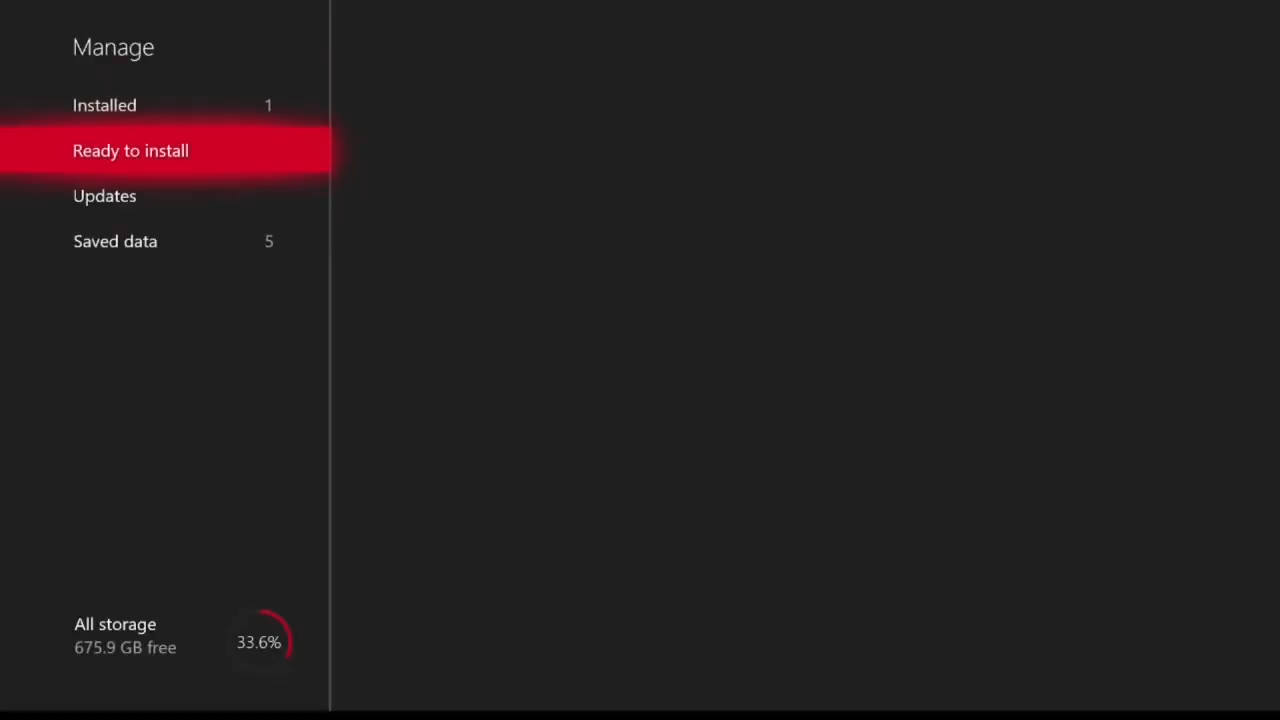 Manage
Installed 1
Ready to install
Updates
Saved data 5
All storage
675.9 GB free
33.6%